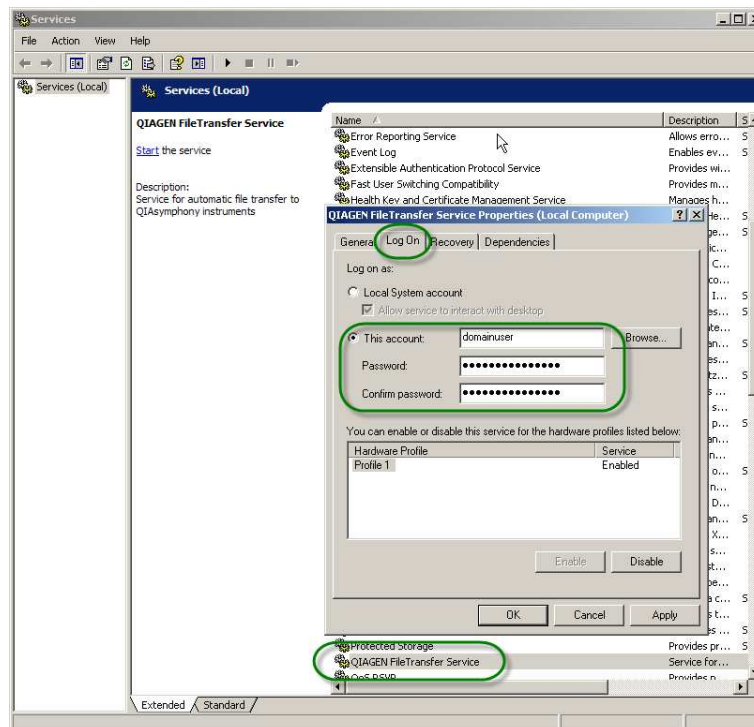 Services
File Action View Help
Services (Local)
Services (Local)
QIAGEN FileTransfer Service
Start the service
Description:
Service for automatic file transfer to
QIAsymphony instruments
Name Description S
Error Reporting Service Allows erro... S
Event Log Enables ev... S
Extensible Authentication Protocol Service Provides wi...
Fast User Switching Compatibility Provides m...
Health Key and Certificate Management Service Manages h...
QIAGEN FileTransfer Service Properties (Local Computer)
General Log On Recovery Dependencies
Log on as:
Local System account
Allow service to interact with desktop
This account: domainuser Browse...
Password: •••••••••••••••
Confirm password: •••••••••••••••
You can enable or disable this service for the hardware profiles listed below:
Hardware Profile Service
Profile 1 Enabled
Enable Disable
OK Cancel Apply
Protected Storage Provides pr... S
QIAGEN FileTransfer Service Service for...
QoS RSVP Provides n...
Extended Standard